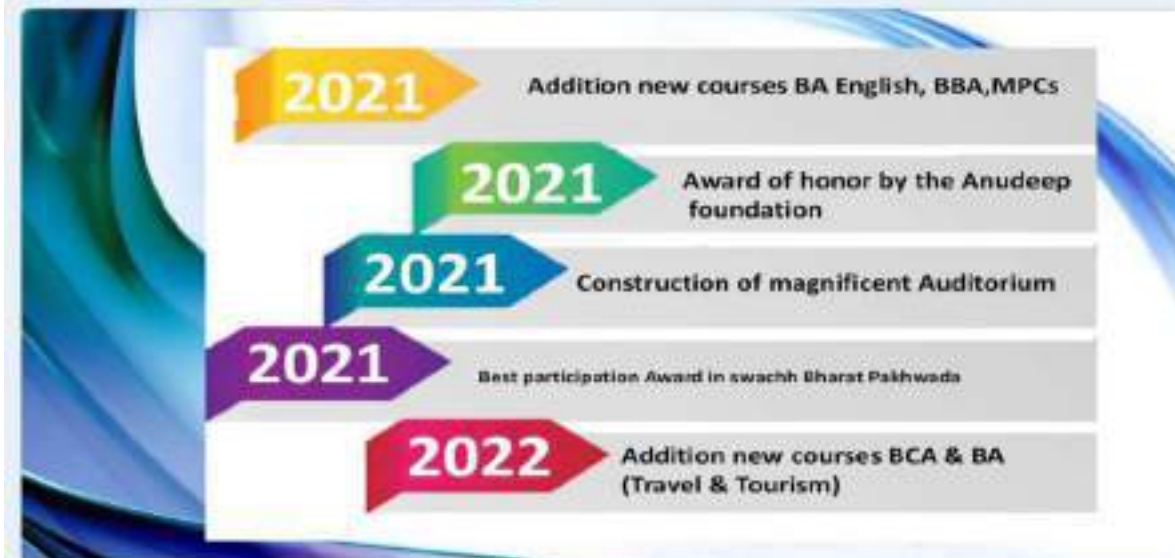 2021
Addition new courses BA English, BBA,MPCs
2021
Award of honor by the Anudeep
foundation
2021
Construction of magnificent Auditorium
2021
Best participation Award in swachh Bharat Pakhwada
2022
Addition new courses BCA & BA
(Travel & Tourism)